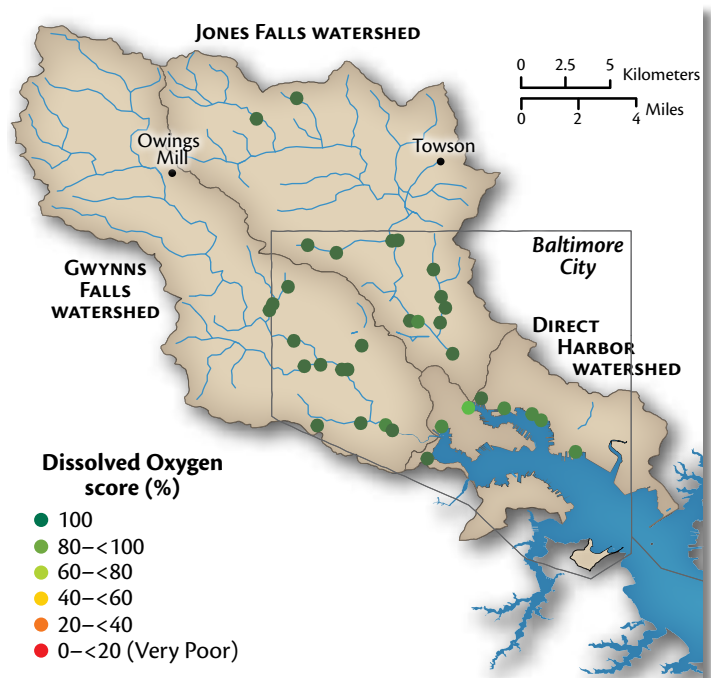 JONES FALLS WATERSHED
0 2.5 5 Kilometers
0 2 4 Miles
Owings
Mill
Towson
Baltimore
City
GWYNNS
FALLS
WATERSHED
DIRECT
HARBOR
WATERSHED
Dissolved Oxygen
score (%)
100
80–<100
60–<80
40–<60
20–<40
0–<20 (Very Poor)